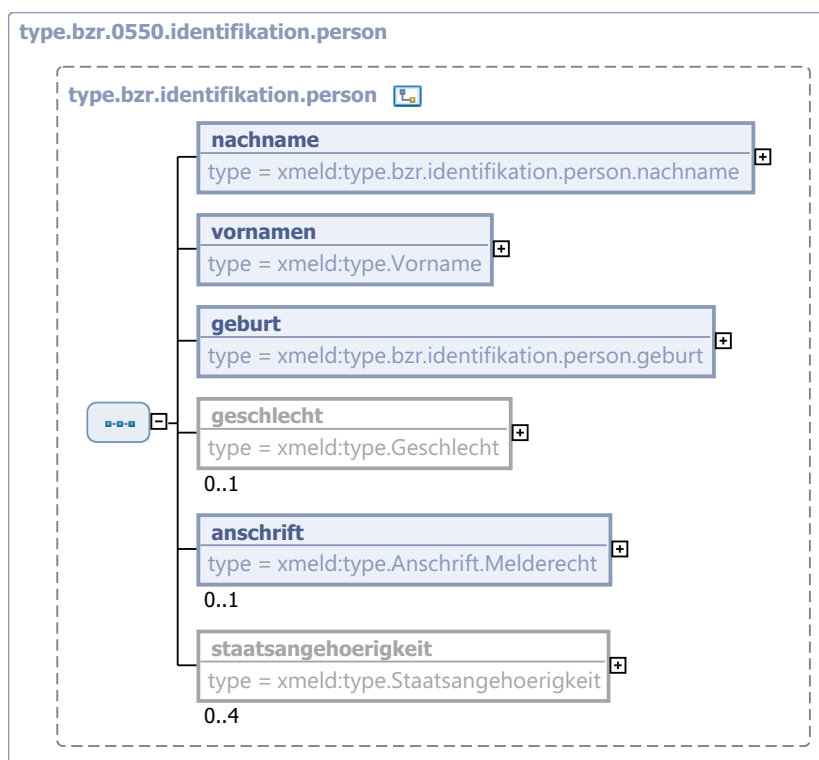 type.bzr.0550.identifikation.person
type.bzr.identifikation.person
nachname
type = xmeld:type.bzr.identifikation.person.nachname
vornamen
type = xmeld:type.Vorname
geburt
type = xmeld:type.bzr.identifikation.person.geburt
geschlecht
type = xmeld:type.Geschlecht
0..1
anschrift
type = xmeld:type.Anschrift.Melderecht
0..1
staatsangehoerigkeit
type = xmeld:type.Staatsangehoerigkeit
0..4